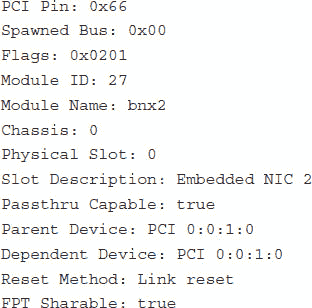 PCI Pin: 0x66
Spawned Bus: 0x00
Flags: 0x0201
Module ID: 27
Module Name: bnx2
Chassis: 0
Physical Slot: 0
Slot Description: Embedded NIC 2
Passthru Capable: true
Parent Device: PCI 0:0:1:0
Dependent Device: PCI 0:0:1:0
Reset Method: Link reset
FPT Sharable: true